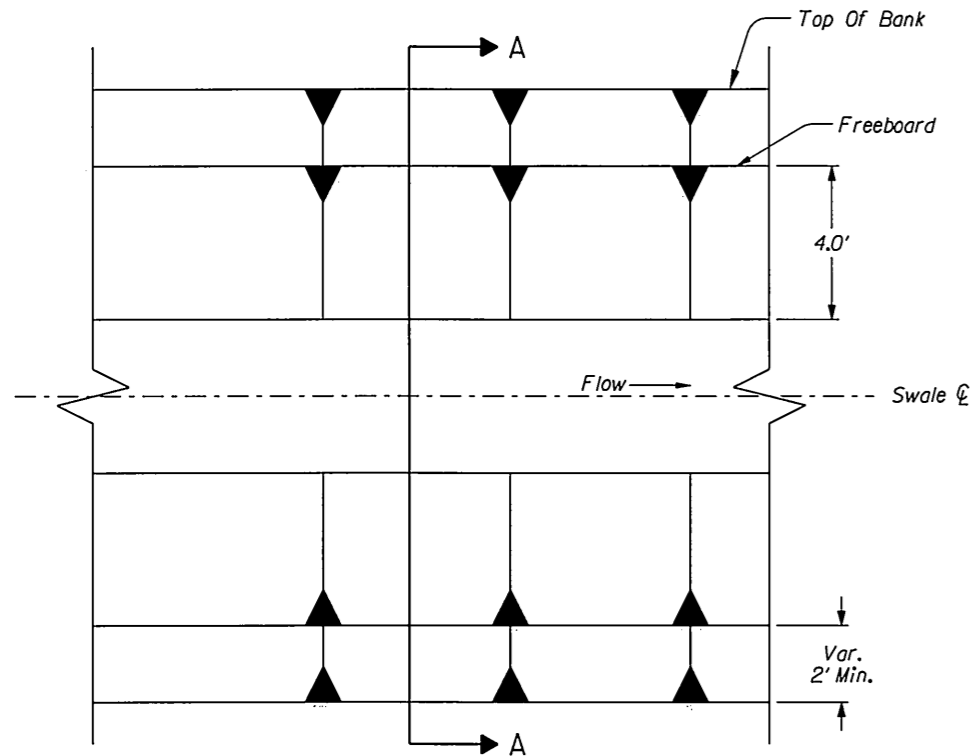 Top Of Bank
A
Freeboard
4.0'
Flow
Swale ℄
Var.
2' Min.
A